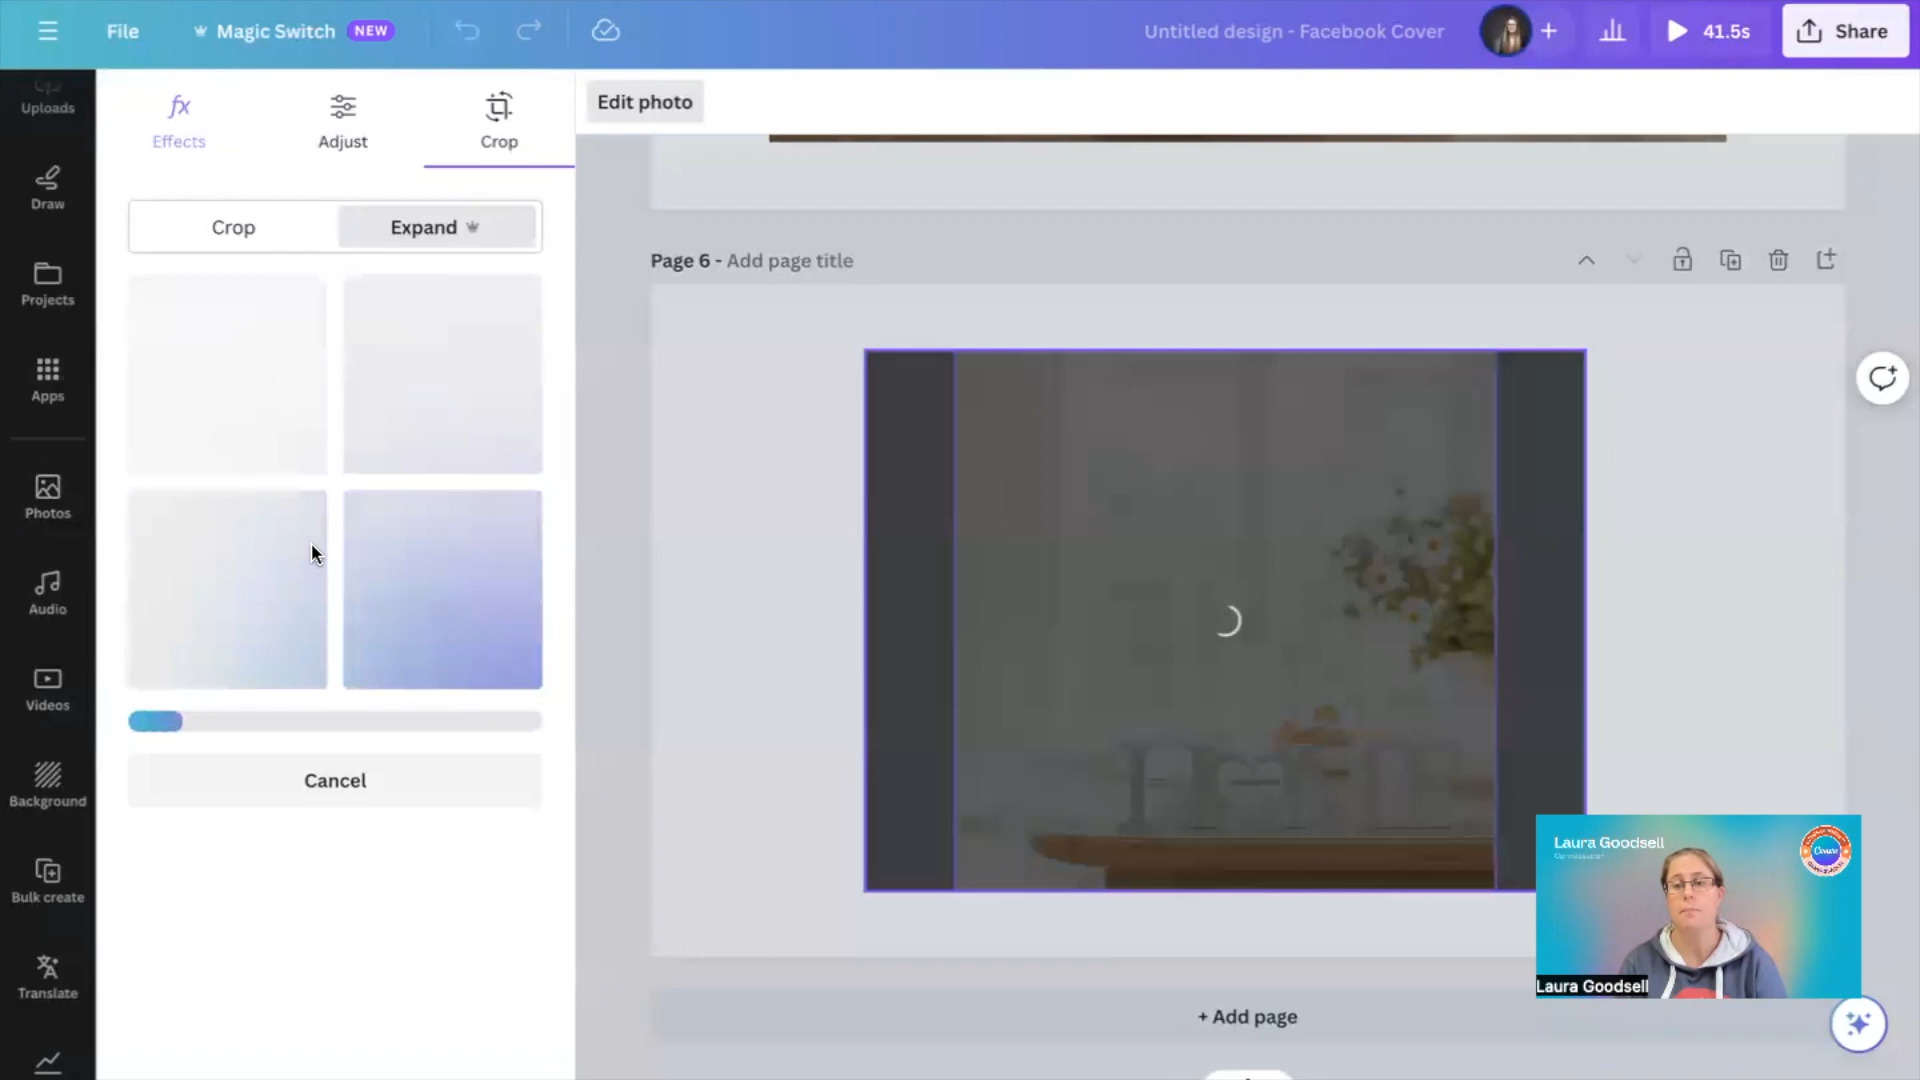 File
Magic Switch NEW
Untitled design - Facebook Cover
41.5s
Share
Uploads
Draw
Projects
Apps
Photos
Audio
Videos
Background
Bulk create
Translate
fx
Effects
Adjust
Crop
Crop
Expand
Cancel
Edit photo
Page 6 - Add page title
+ Add page
Laura Goodsell
Canva
Laura Goodsell